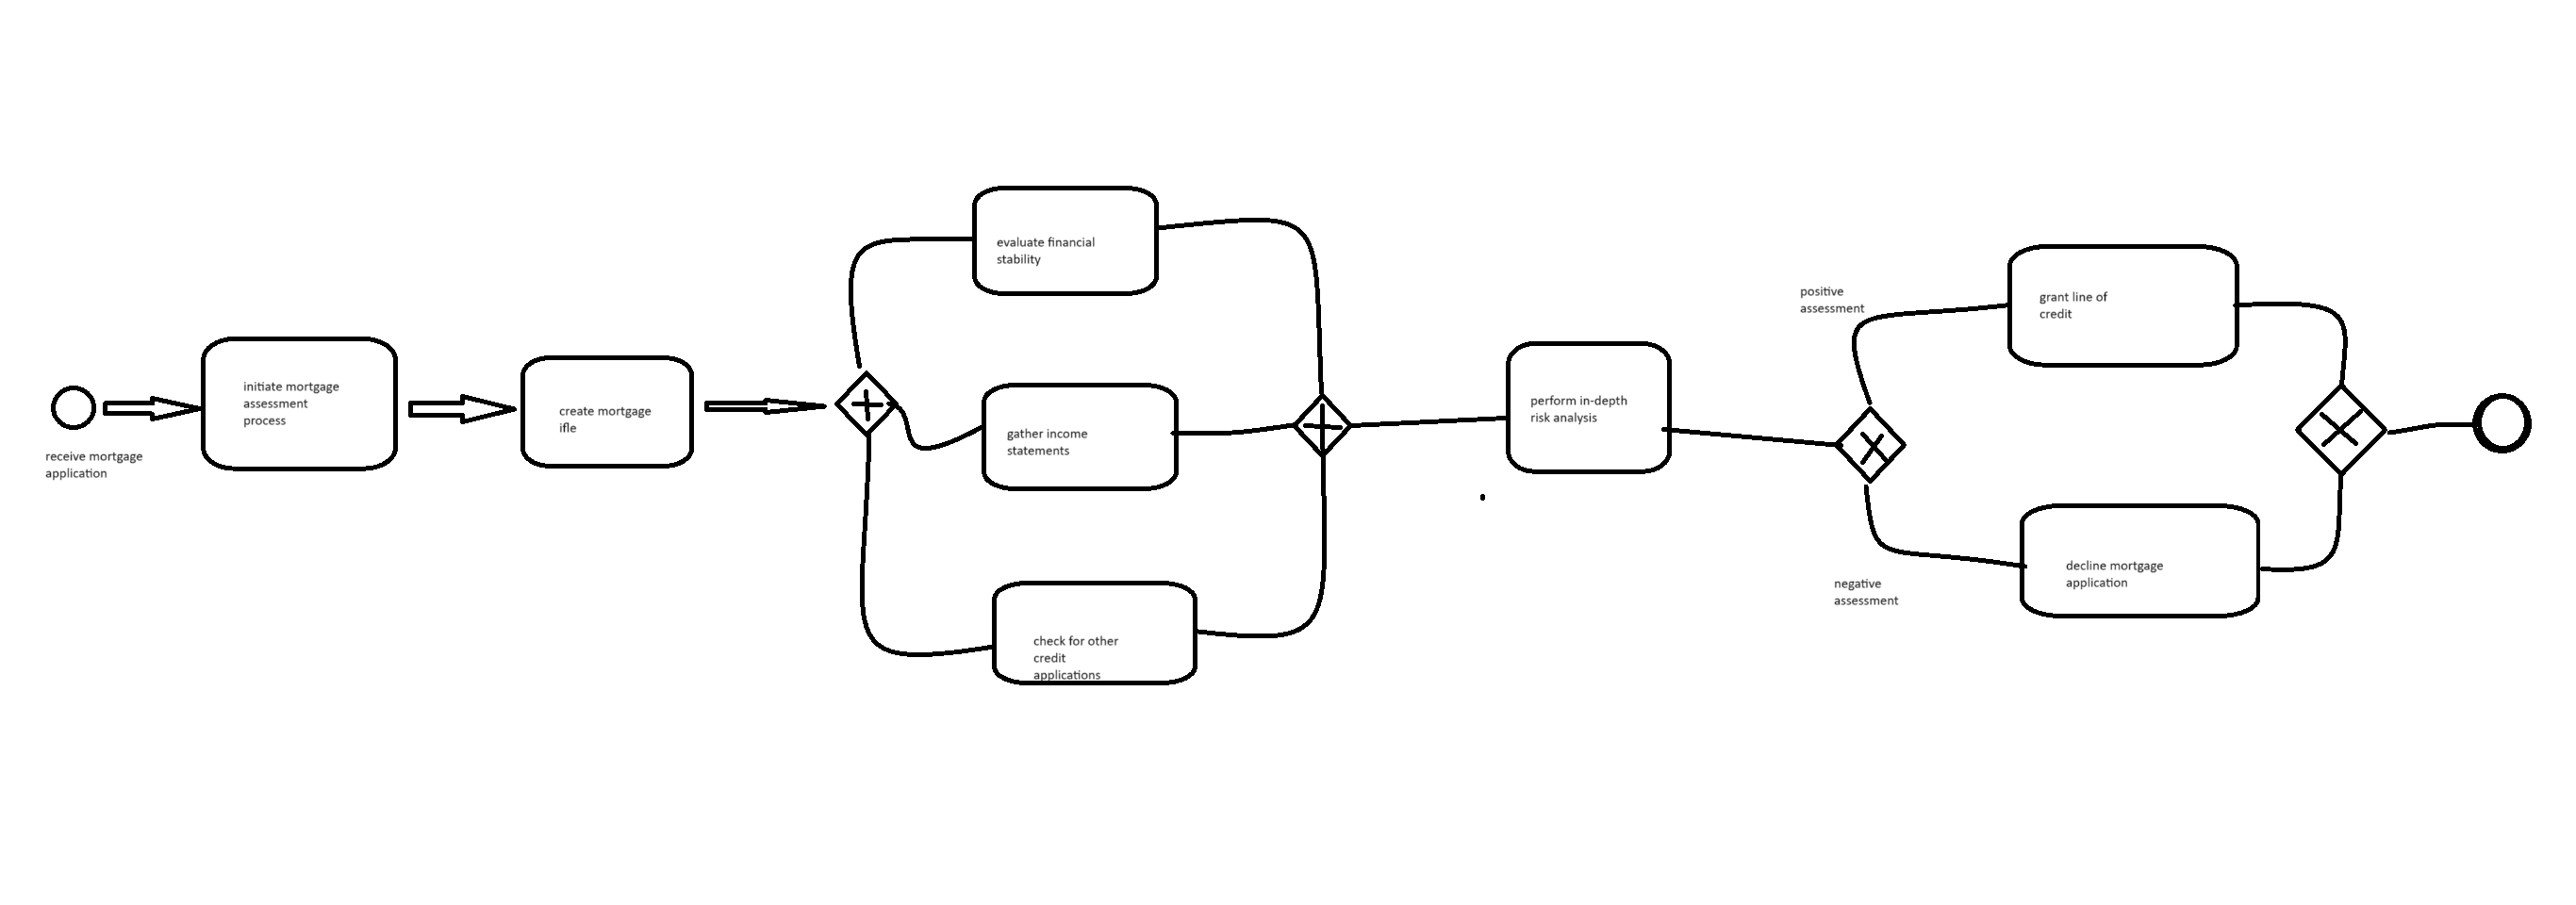 receive mortgage
application
initiate mortgage
assessment
process
create mortgage
ifle
evaluate financial
stability
gather income
statements
check for other
credit
applications
perform in-depth
risk analysis
positive
assessment
negative
assessment
grant line of
credit
decline mortgage
application